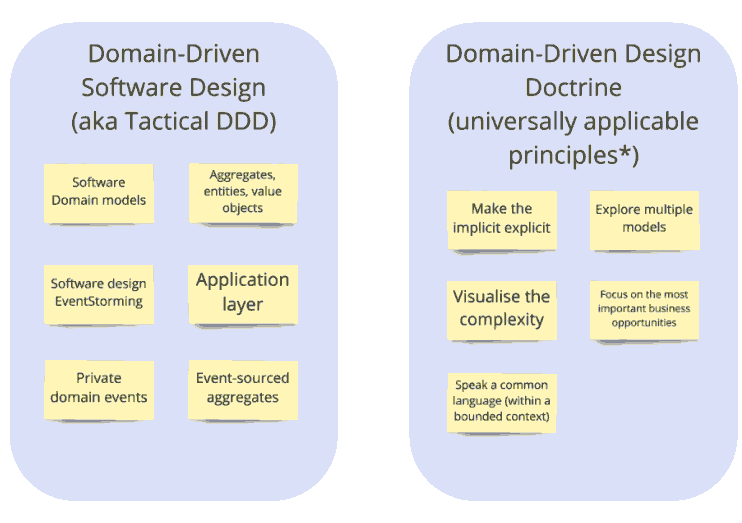 Domain-Driven
Software Design
(aka Tactical DDD)
Software
Domain models
Aggregates,
entities, value
objects
Software design
EventStorming
Application
layer
Private
domain events
Event-sourced
aggregates
Domain-Driven Design
Doctrine
(universally applicable
principles*)
Make the
implicit explicit
Explore multiple
models
Visualise the
complexity
Focus on the most
important business
opportunities
Speak a common
language (within a
bounded context)